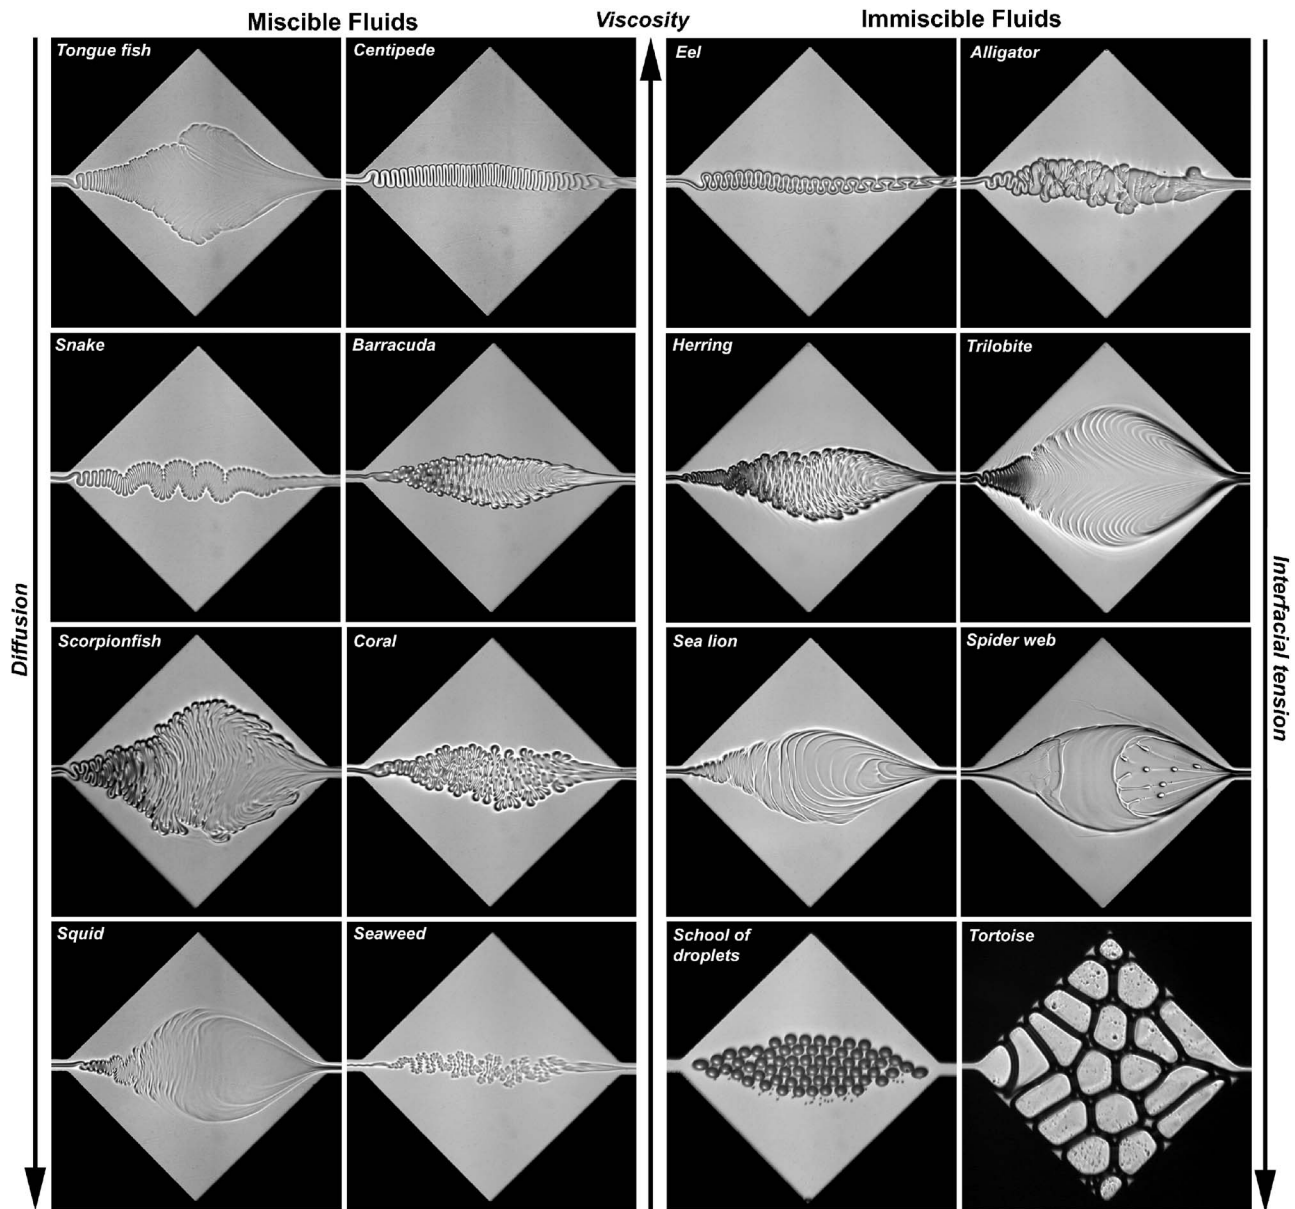 Miscible Fluids
Viscosity
Immiscible Fluids
Tongue fish
Centipede
Eel
Alligator
Snake
Barracuda
Herring
Trilobite
Diffusion
Interfacial tension
Scorpionfish
Coral
Sea lion
Spider web
Squid
Seaweed
School of
droplets
Tortoise